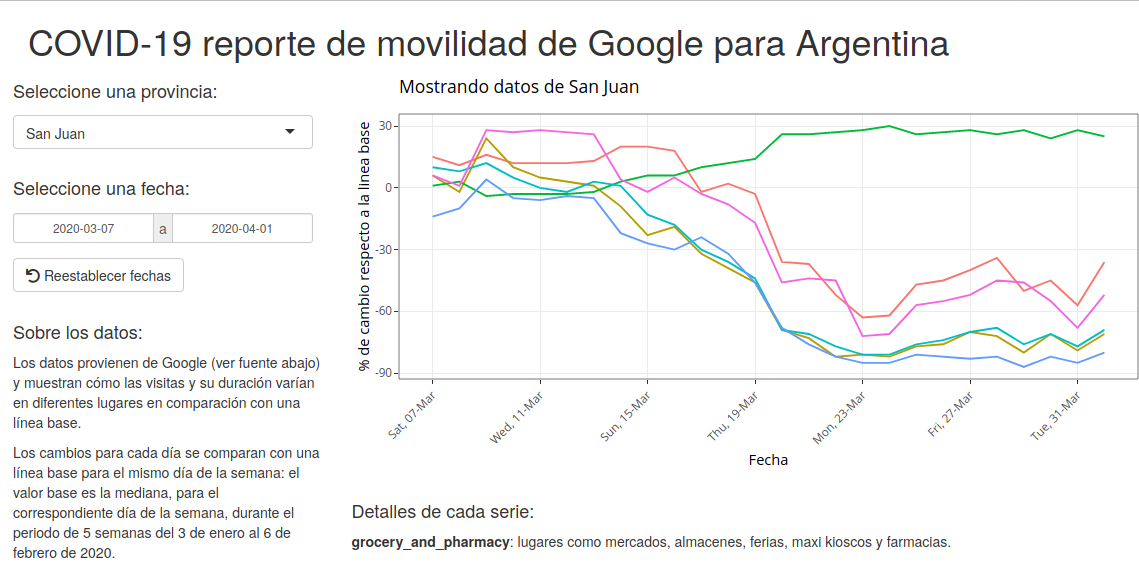 COVID-19 reporte de movilidad de Google para Argentina
Seleccione una provincia:
San Juan
Seleccione una fecha:
2020-03-07 a 2020-04-01
Reestablecer fechas
Sobre los datos:
Los datos provienen de Google (ver fuente abajo)
y muestran cómo las visitas y su duración varían
en diferentes lugares en comparación con una
línea base.
Los cambios para cada día se comparan con una
línea base para el mismo día de la semana: el
valor base es la mediana, para el
correspondiente día de la semana, durante el
periodo de 5 semanas del 3 de enero al 6 de
febrero de 2020.
Mostrando datos de San Juan
% de cambio respecto a la línea base
30
0
-30
-60
-90
Sat, 07-Mar
Wed, 11-Mar
Sun, 15-Mar
Thu, 19-Mar
Mon, 23-Mar
Fri, 27-Mar
Tue, 31-Mar
Fecha
Detalles de cada serie:
grocery_and_pharmacy: lugares como mercados, almacenes, ferias, maxi kioscos y farmacias.